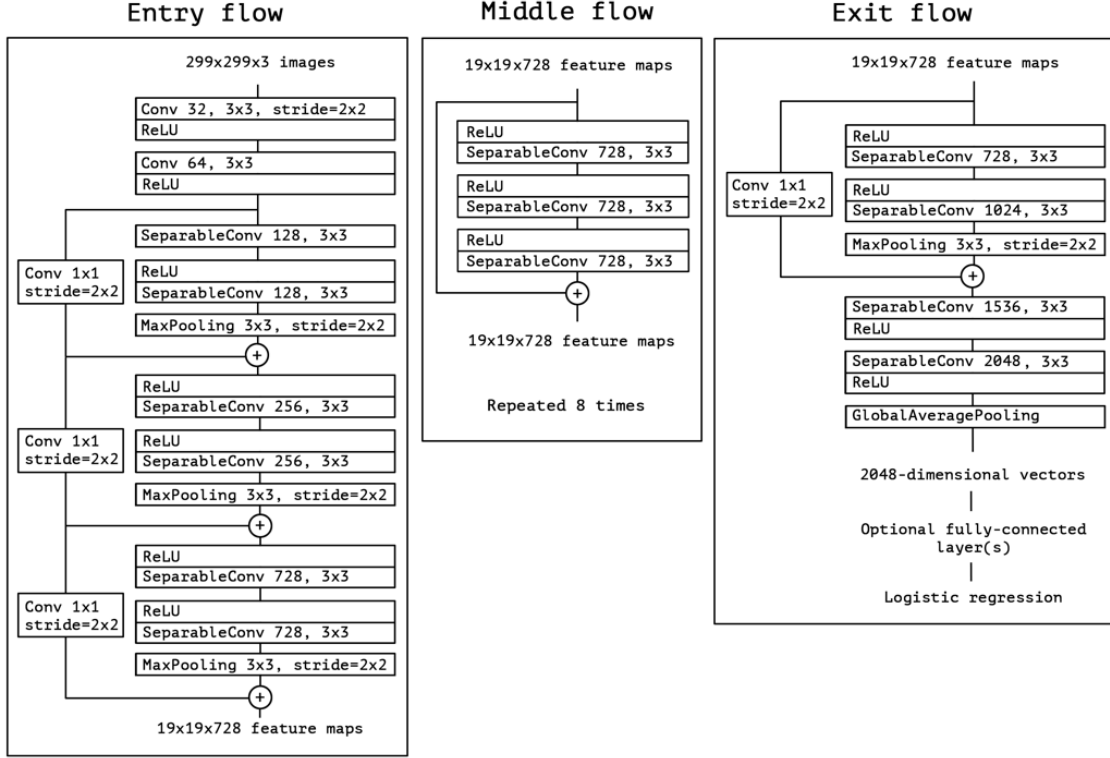 Entry flow
299x299x3 images
Conv 32, 3x3, stride=2x2
ReLU
Conv 64, 3x3
ReLU
SeparableConv 128, 3x3
Conv 1x1
stride=2x2
ReLU
SeparableConv 128, 3x3
MaxPooling 3x3, stride=2x2
+
ReLU
SeparableConv 256, 3x3
Conv 1x1
stride=2x2
ReLU
SeparableConv 256, 3x3
MaxPooling 3x3, stride=2x2
+
ReLU
SeparableConv 728, 3x3
Conv 1x1
stride=2x2
ReLU
SeparableConv 728, 3x3
MaxPooling 3x3, stride=2x2
+
19x19x728 feature maps
Middle flow
19x19x728 feature maps
ReLU
SeparableConv 728, 3x3
ReLU
SeparableConv 728, 3x3
ReLU
SeparableConv 728, 3x3
+
19x19x728 feature maps
Repeated 8 times
Exit flow
19x19x728 feature maps
ReLU
SeparableConv 728, 3x3
Conv 1x1
stride=2x2
ReLU
SeparableConv 1024, 3x3
MaxPooling 3x3, stride=2x2
+
SeparableConv 1536, 3x3
ReLU
SeparableConv 2048, 3x3
ReLU
GlobalAveragePooling
2048-dimensional vectors
Optional fully-connected
layer(s)
Logistic regression